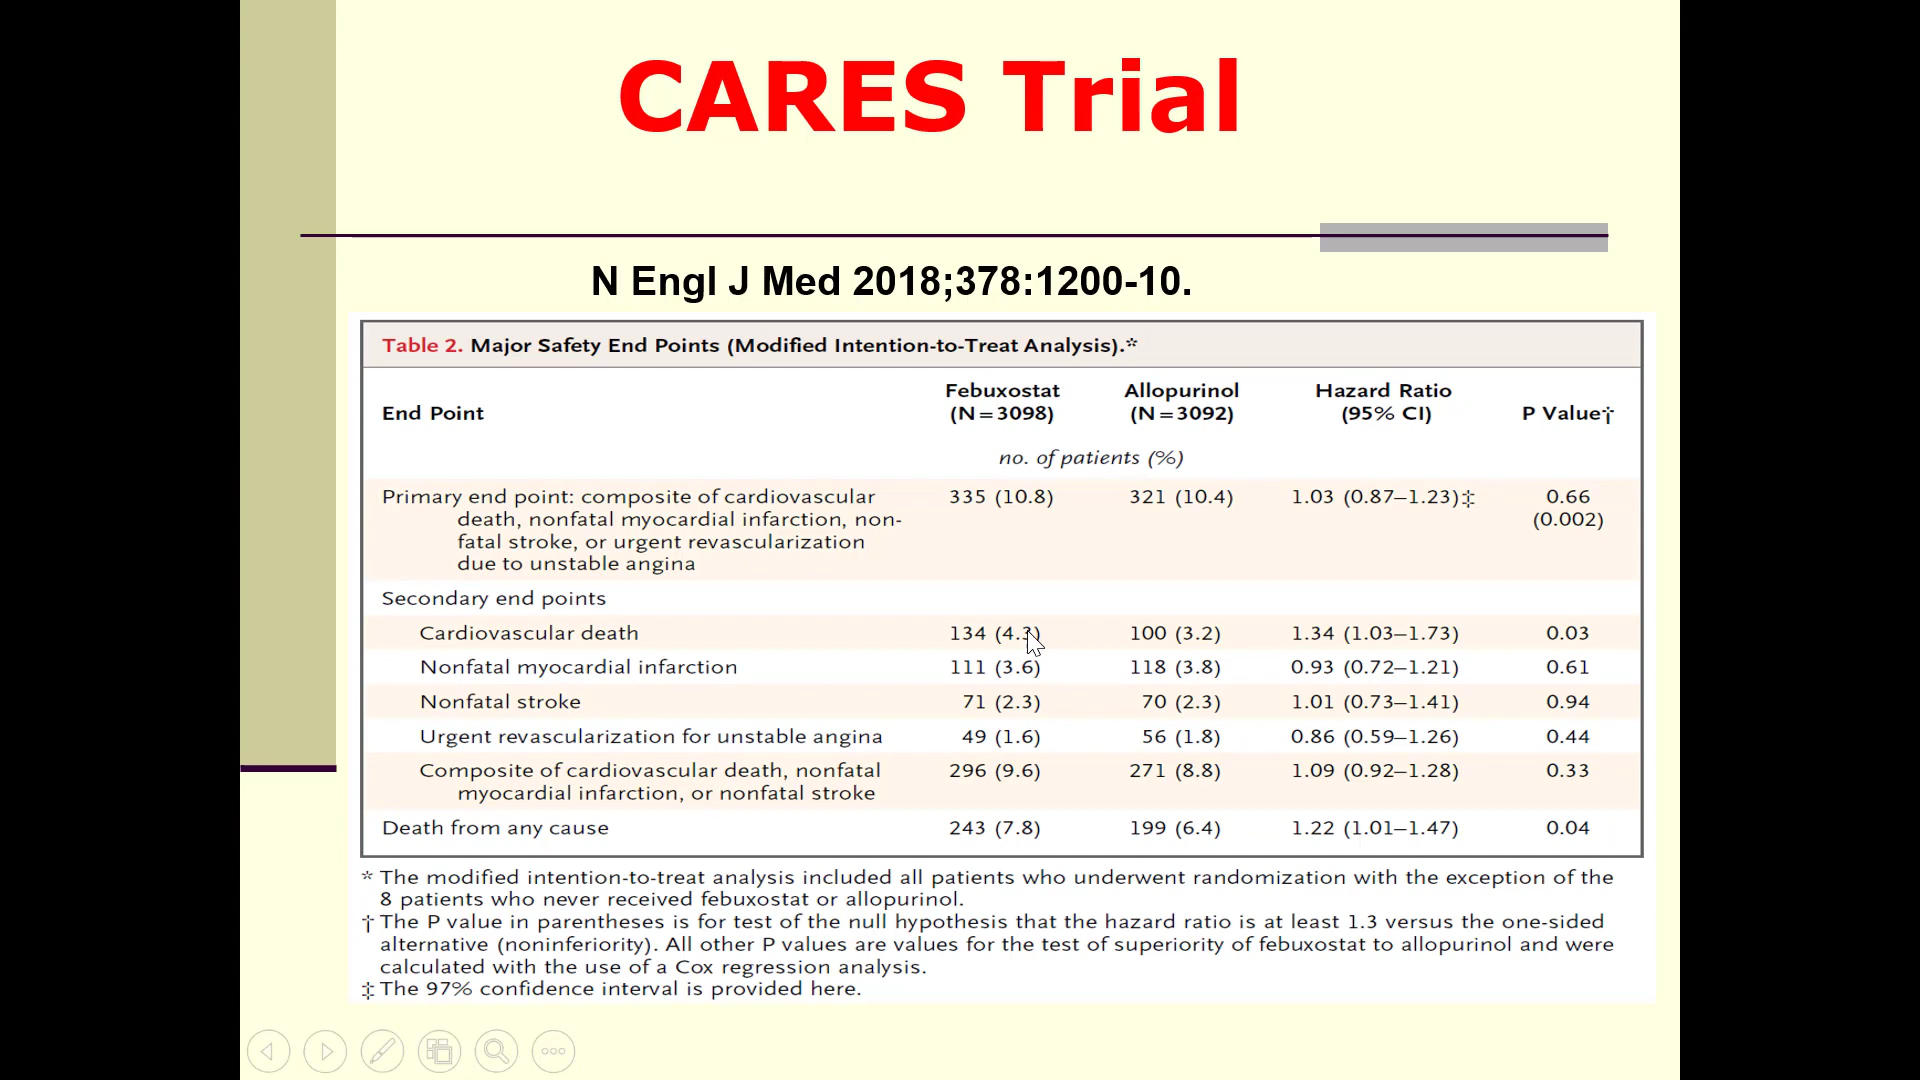 CARES Trial
N Engl J Med 2018;378:1200-10.
Table 2. Major Safety End Points (Modified Intention-to-Treat Analysis).*
End Point Febuxostat (N=3098) Allopurinol (N=3092) Hazard Ratio (95% CI) P Value†
no. of patients (%)
Primary end point: composite of cardiovascular 335 (10.8) 321 (10.4) 1.03 (0.87–1.23)‡ 0.66
death, nonfatal myocardial infarction, non- (0.002)
fatal stroke, or urgent revascularization
due to unstable angina
Secondary end points
Cardiovascular death 134 (4.3) 100 (3.2) 1.34 (1.03–1.73) 0.03
Nonfatal myocardial infarction 111 (3.6) 118 (3.8) 0.93 (0.72–1.21) 0.61
Nonfatal stroke 71 (2.3) 70 (2.3) 1.01 (0.73–1.41) 0.94
Urgent revascularization for unstable angina 49 (1.6) 56 (1.8) 0.86 (0.59–1.26) 0.44
Composite of cardiovascular death, nonfatal 296 (9.6) 271 (8.8) 1.09 (0.92–1.28) 0.33
myocardial infarction, or nonfatal stroke
Death from any cause 243 (7.8) 199 (6.4) 1.22 (1.01–1.47) 0.04
* The modified intention-to-treat analysis included all patients who underwent randomization with the exception of the
8 patients who never received febuxostat or allopurinol.
† The P value in parentheses is for test of the null hypothesis that the hazard ratio is at least 1.3 versus the one-sided
alternative (noninferiority). All other P values are values for the test of superiority of febuxostat to allopurinol and were
calculated with the use of a Cox regression analysis.
‡ The 97% confidence interval is provided here.